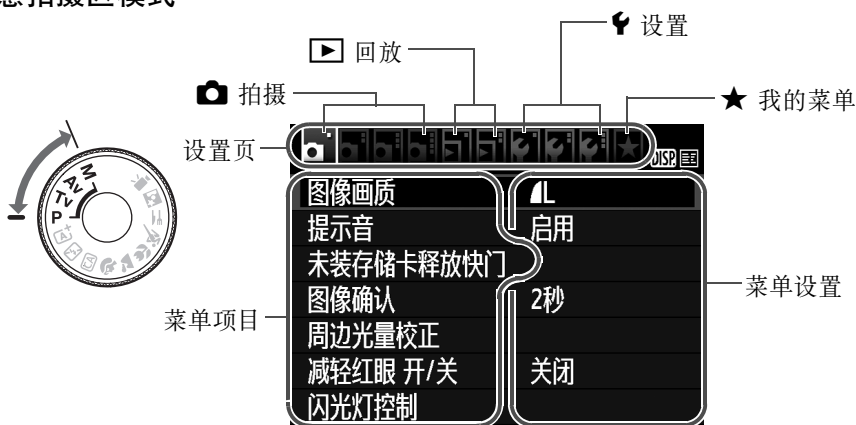 拍摄区模式
设置
回放
拍摄
我的菜单
设置页
DISP.
图像画质 L
提示音 启用
未装存储卡释放快门
图像确认 2秒
周边光量校正
减轻红眼 开/关 关闭
闪光灯控制
菜单项目
菜单设置
M
Av
Tv
P
A+
CA